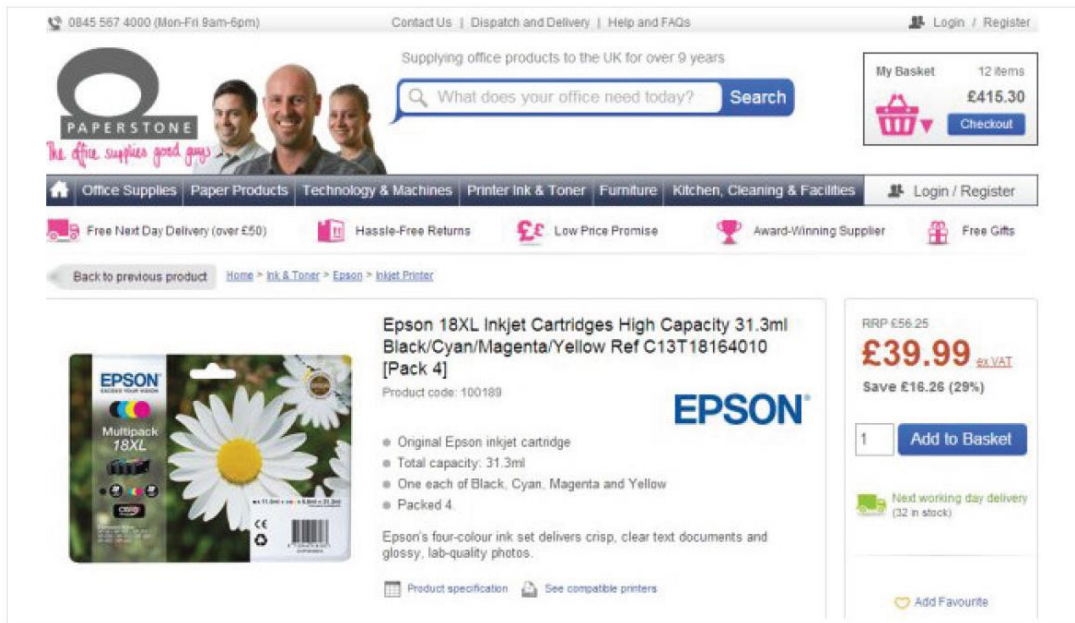 0845 567 4000 (Mon-Fri 9am-6pm)
Contact Us | Dispatch and Delivery | Help and FAQs
Login / Register
PAPERSTONE
The office supplies good guys
Supplying office products to the UK for over 9 years
What does your office need today?
Search
My Basket 12 items
£415.30
Checkout
Office Supplies Paper Products Technology & Machines Printer Ink & Toner Furniture Kitchen, Cleaning & Facilities Login / Register
Free Next Day Delivery (over £50) Hassle-Free Returns ££ Low Price Promise Award-Winning Supplier Free Gifts
Back to previous product Home > Ink & Toner > Epson > Inkjet Printer
EPSON
EXCEED YOUR VISION
Multipack
18XL
Epson 18XL Inkjet Cartridges High Capacity 31.3ml
Black/Cyan/Magenta/Yellow Ref C13T18164010
[Pack 4]
Product code: 100189
EPSON
Original Epson inkjet cartridge
Total capacity: 31.3ml
One each of Black, Cyan, Magenta and Yellow
Packed 4.
Epson's four-colour ink set delivers crisp, clear text documents and
glossy, lab-quality photos.
Product specification See compatible printers
RRP £56.25
£39.99 ex VAT
Save £16.26 (29%)
1 Add to Basket
Next working day delivery
(32 in stock)
Add Favourite